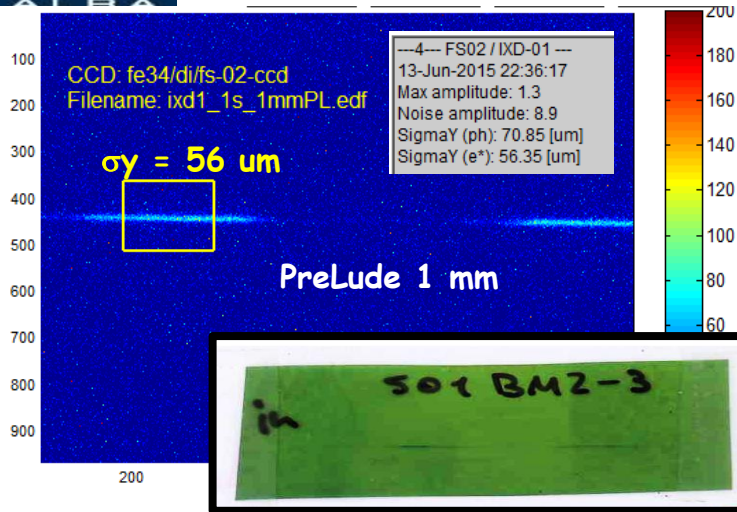 CCD: fe34/di/fs-02-ccd
Filename: ixd1_1s_1mmPL.edf
---4--- FS02 / IXD-01 ---
13-Jun-2015 22:36:17
Max amplitude: 1.3
Noise amplitude: 8.9
SigmaY (ph): 70.85 [um]
SigmaY (e*): 56.35 [um]
σy = 56 um
PreLude 1 mm
100
200
300
400
500
600
700
800
900
200
200
180
160
140
120
100
80
60
501 BM2-3
in